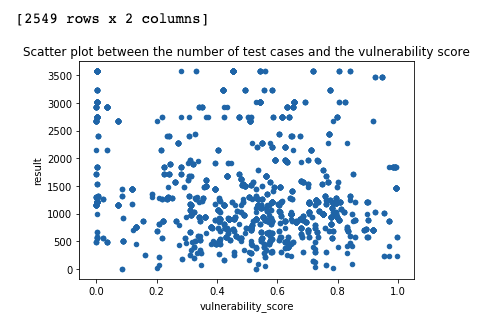 [2549 rows x 2 columns]
Scatter plot between the number of test cases and the vulnerability score
3500
3000
2500
2000
1500
1000
500
0
result
0.0 0.2 0.4 0.6 0.8 1.0
vulnerability_score